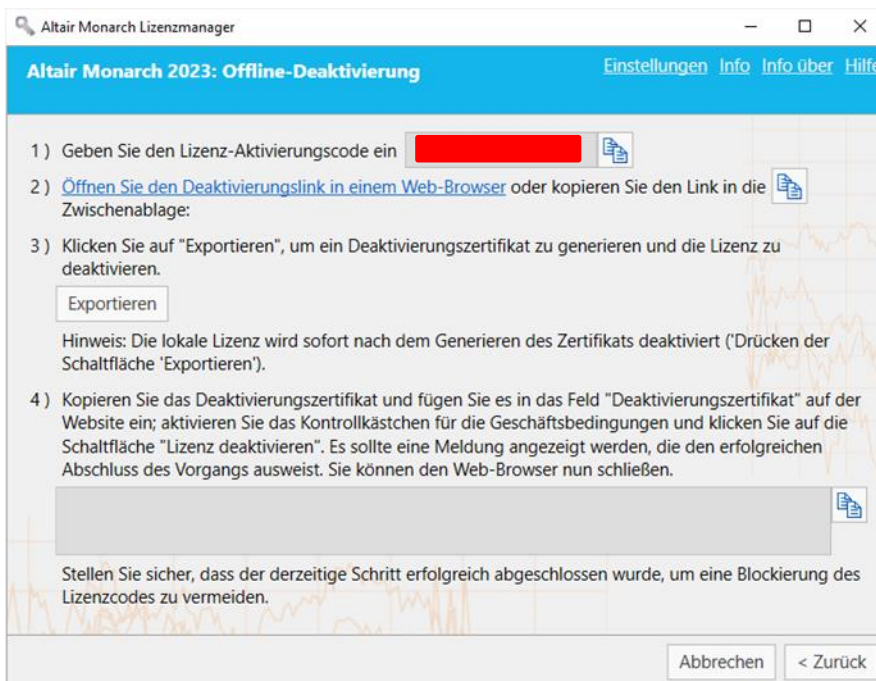 Altair Monarch Lizenzmanager
Altair Monarch 2023: Offline-Deaktivierung
Einstellungen Info Info über Hilfe
1 ) Geben Sie den Lizenz-Aktivierungscode ein
2 ) Öffnen Sie den Deaktivierungslink in einem Web-Browser oder kopieren Sie den Link in die
Zwischenablage:
3 ) Klicken Sie auf "Exportieren", um ein Deaktivierungszertifikat zu generieren und die Lizenz zu
deaktivieren.
Exportieren
Hinweis: Die lokale Lizenz wird sofort nach dem Generieren des Zertifikats deaktiviert ('Drücken der
Schaltfläche 'Exportieren').
4 ) Kopieren Sie das Deaktivierungszertifikat und fügen Sie es in das Feld "Deaktivierungszertifikat" auf der
Website ein; aktivieren Sie das Kontrollkästchen für die Geschäftsbedingungen und klicken Sie auf die
Schaltfläche "Lizenz deaktivieren". Es sollte eine Meldung angezeigt werden, die den erfolgreichen
Abschluss des Vorgangs ausweist. Sie können den Web-Browser nun schließen.
Stellen Sie sicher, dass der derzeitige Schritt erfolgreich abgeschlossen wurde, um eine Blockierung des
Lizenzcodes zu vermeiden.
Abbrechen
< Zurück